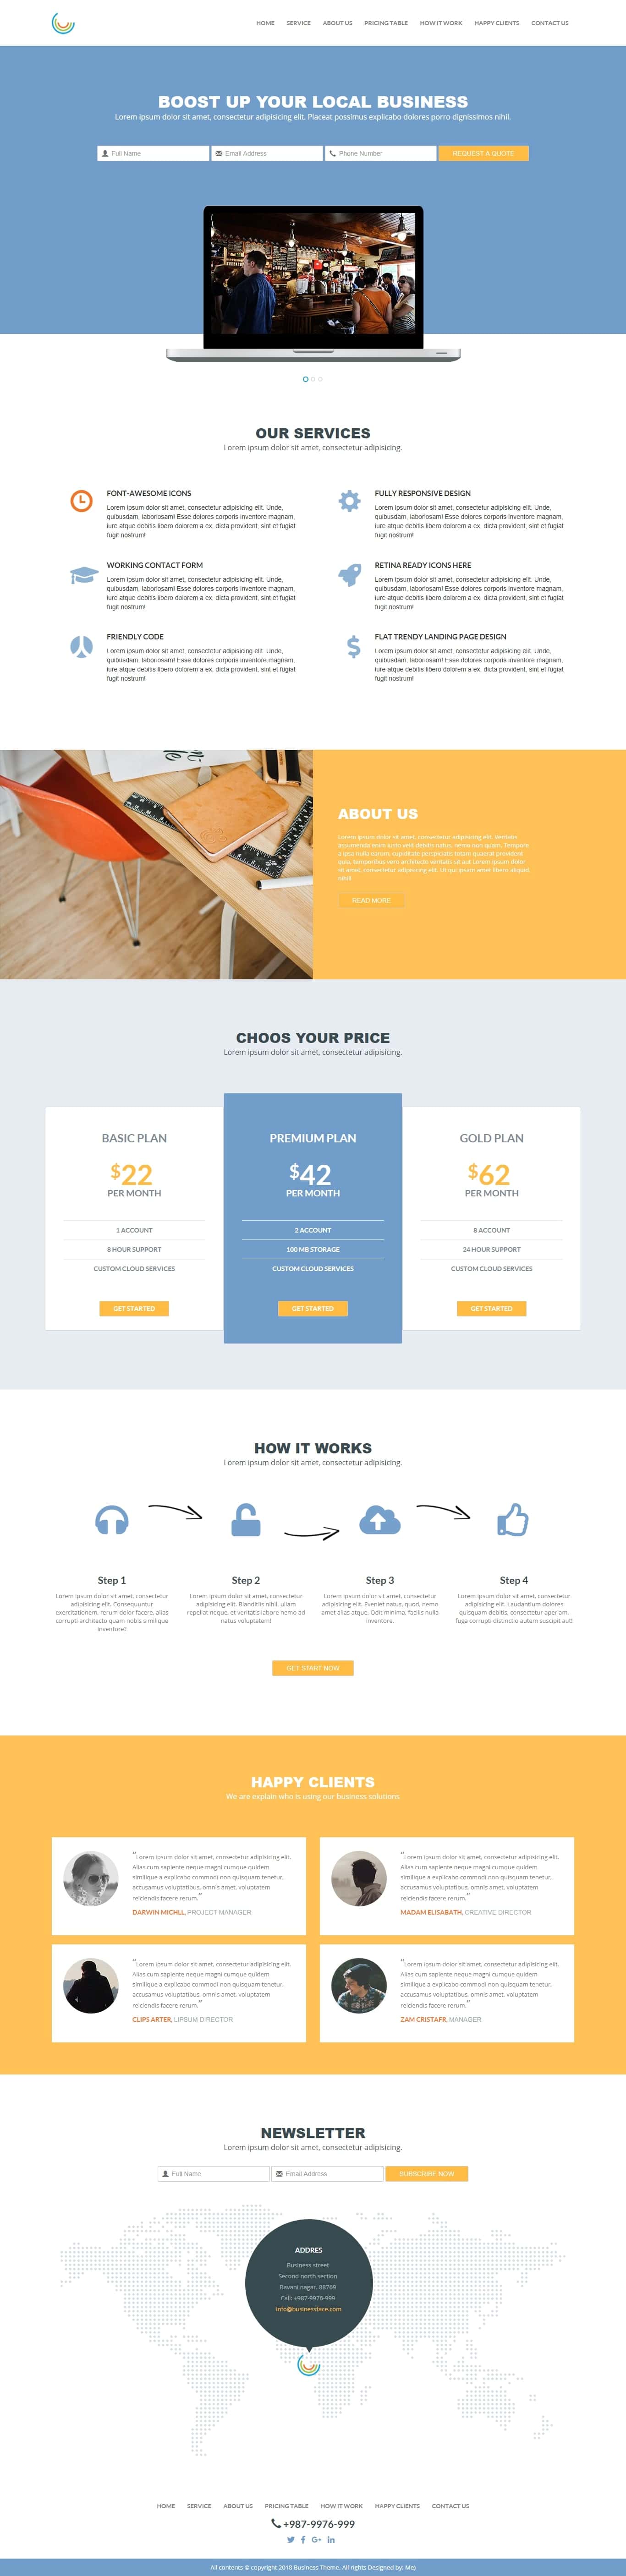 HOME SERVICE ABOUT US PRICING TABLE HOW IT WORK HAPPY CLIENTS CONTACT US
BOOST UP YOUR LOCAL BUSINESS
Lorem ipsum dolor sit amet, consectetur adipisicing elit. Placeat possimus explicabo dolores porro dignissimos nihil.
Full Name Email Address Phone Number REQUEST A QUOTE
OUR SERVICES
Lorem ipsum dolor sit amet, consectetur adipisicing.
FONT-AWESOME ICONS
Lorem ipsum dolor sit amet, consectetur adipisicing elit. Unde,
quibusdam, laboriosam! Esse dolores corporis inventore magnam,
iure atque debitis libero dolorem a ex, dicta provident, sint et fugiat
fugit nostrum!
FULLY RESPONSIVE DESIGN
Lorem ipsum dolor sit amet, consectetur adipisicing elit. Unde,
quibusdam, laboriosam! Esse dolores corporis inventore magnam,
iure atque debitis libero dolorem a ex, dicta provident, sint et fugiat
fugit nostrum!
WORKING CONTACT FORM
Lorem ipsum dolor sit amet, consectetur adipisicing elit. Unde,
quibusdam, laboriosam! Esse dolores corporis inventore magnam,
iure atque debitis libero dolorem a ex, dicta provident, sint et fugiat
fugit nostrum!
RETINA READY ICONS HERE
Lorem ipsum dolor sit amet, consectetur adipisicing elit. Unde,
quibusdam, laboriosam! Esse dolores corporis inventore magnam,
iure atque debitis libero dolorem a ex, dicta provident, sint et fugiat
fugit nostrum!
FRIENDLY CODE
Lorem ipsum dolor sit amet, consectetur adipisicing elit. Unde,
quibusdam, laboriosam! Esse dolores corporis inventore magnam,
iure atque debitis libero dolorem a ex, dicta provident, sint et fugiat
fugit nostrum!
FLAT TRENDY LANDING PAGE DESIGN
Lorem ipsum dolor sit amet, consectetur adipisicing elit. Unde,
quibusdam, laboriosam! Esse dolores corporis inventore magnam,
iure atque debitis libero dolorem a ex, dicta provident, sint et fugiat
fugit nostrum!
ABOUT US
Lorem ipsum dolor sit amet, consectetur adipisicing elit. Veritatis
assumenda enim iusto velit debitis natus, nemo non quam. Tempore
a ipsa nulla earum, cupiditate perspiciatis totam quaerat provident
quia, temporibus vero architecto veritatis sit aut.Lorem ipsum dolor
sit amet, consectetur adipisicing elit. Ut qui ipsum amet libero aliquid
nihil
READ MORE
CHOOS YOUR PRICE
Lorem ipsum dolor sit amet, consectetur adipisicing.
BASIC PLAN
$22
PER MONTH
1 ACCOUNT
8 HOUR SUPPORT
CUSTOM CLOUD SERVICES
GET STARTED
PREMIUM PLAN
$42
PER MONTH
2 ACCOUNT
100 MB STORAGE
CUSTOM CLOUD SERVICES
GET STARTED
GOLD PLAN
$62
PER MONTH
8 ACCOUNT
24 HOUR SUPPORT
CUSTOM CLOUD SERVICES
GET STARTED
HOW IT WORKS
Lorem ipsum dolor sit amet, consectetur adipisicing.
Step 1
Lorem ipsum dolor sit amet, consectetur
adipisicing elit. Consequuntur
exercitationem, rerum dolor facere, alias
corrupti architecto quam nobis similique
inventore?
Step 2
Lorem ipsum dolor sit amet, consectetur
adipisicing elit. Blanditiis nihil, ullam
repellat neque, et veritatis labore nemo ad
natus voluptatem!
Step 3
Lorem ipsum dolor sit amet, consectetur
adipisicing elit. Eveniet natus, quod, nemo
amet alias atque. Odit minima, facilis nulla
inventore.
Step 4
Lorem ipsum dolor sit amet, consectetur
adipisicing elit. Laudantium dolores
quisquam debitis, consectetur aperiam,
fuga corrupti distinctio autem suscipit aut!
GET START NOW
HAPPY CLIENTS
We are explain who is using our business solutions
“Lorem ipsum dolor sit amet, consectetur adipisicing elit.
Alias cum sapiente neque magni cumque quidem
similique a explicabo commodi non quisquam tenetur,
accusamus voluptatibus, omnis amet, voluptatem
reiciendis facere rerum.”
DARWIN MICHLL, PROJECT MANAGER
“Lorem ipsum dolor sit amet, consectetur adipisicing elit.
Alias cum sapiente neque magni cumque quidem
similique a explicabo commodi non quisquam tenetur,
accusamus voluptatibus, omnis amet, voluptatem
reiciendis facere rerum.”
MADAM ELISABATH, CREATIVE DIRECTOR
“Lorem ipsum dolor sit amet, consectetur adipisicing elit.
Alias cum sapiente neque magni cumque quidem
similique a explicabo commodi non quisquam tenetur,
accusamus voluptatibus, omnis amet, voluptatem
reiciendis facere rerum.”
CLIPS ARTER, LIPSUM DIRECTOR
“Lorem ipsum dolor sit amet, consectetur adipisicing elit.
Alias cum sapiente neque magni cumque quidem
similique a explicabo commodi non quisquam tenetur,
accusamus voluptatibus, omnis amet, voluptatem
reiciendis facere rerum.”
ZAM CRISTAFR, MANAGER
NEWSLETTER
Lorem ipsum dolor sit amet, consectetur adipisicing.
Full Name Email Address SUBSCRIBE NOW
ADDRES
Business street
Second north section
Bavani nagar, 88769
Call: +987-9976-999
info@businessface.com
HOME SERVICE ABOUT US PRICING TABLE HOW IT WORK HAPPY CLIENTS CONTACT US
+987-9976-999
All contents © copyright 2018 Business Theme, All rights Designed by: Mejl